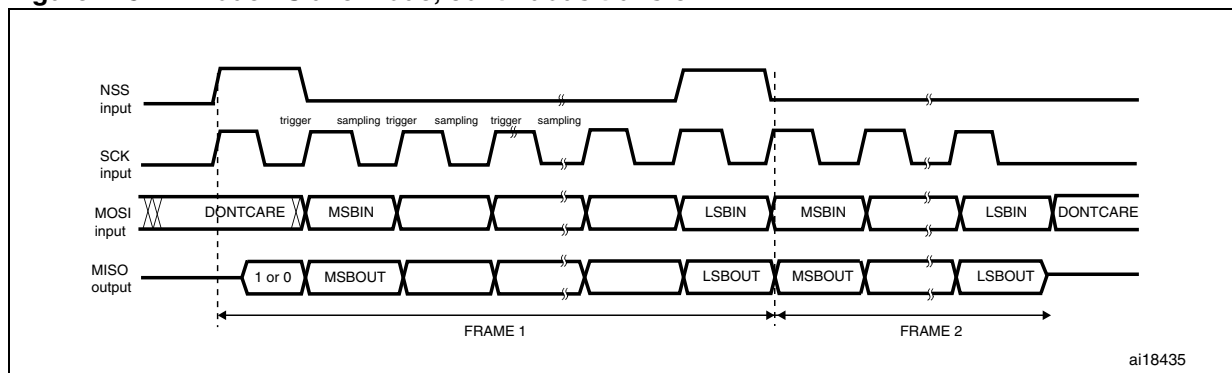 NSS
input
trigger sampling trigger sampling trigger sampling
SCK
input
MOSI
input
DONTCARE MSBIN LSBIN MSBIN LSBIN DONTCARE
MISO
output
1 or 0 MSBOUT LSBOUT MSBOUT LSBOUT
FRAME 1 FRAME 2
ai18435